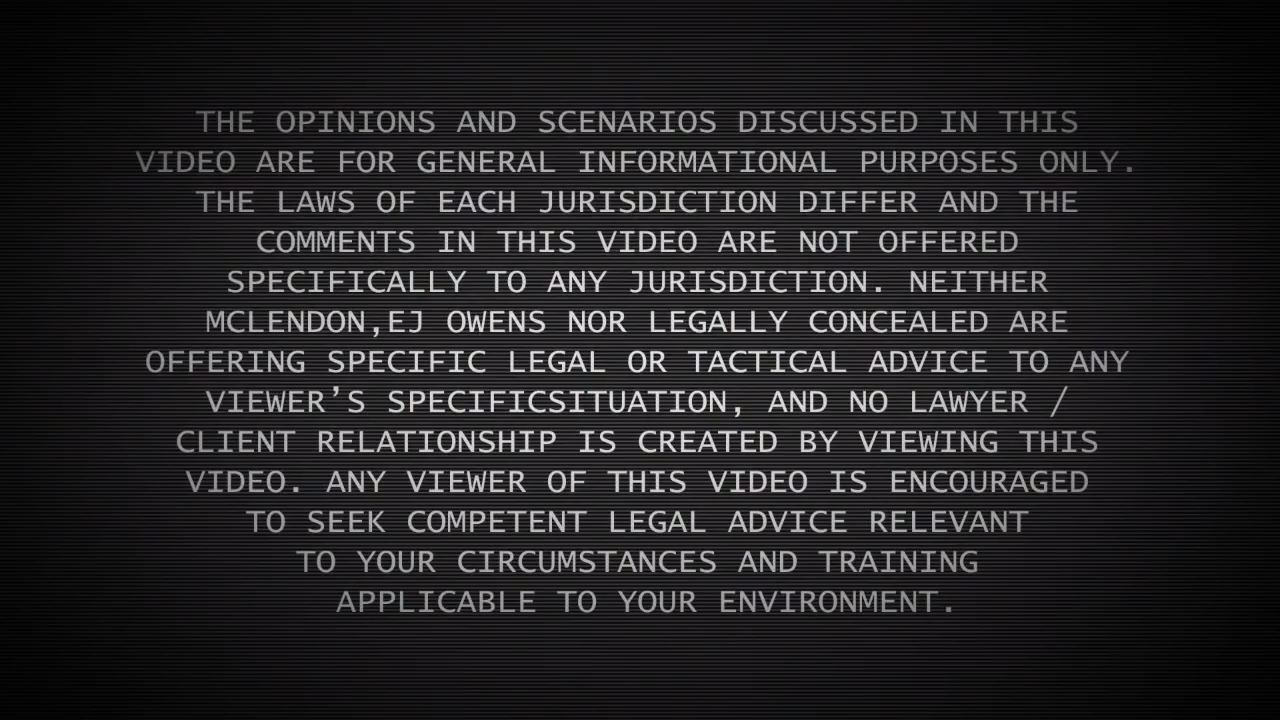 THE OPINIONS AND SCENARIOS DISCUSSED IN THIS
VIDEO ARE FOR GENERAL INFORMATIONAL PURPOSES ONLY.
THE LAWS OF EACH JURISDICTION DIFFER AND THE
COMMENTS IN THIS VIDEO ARE NOT OFFERED
SPECIFICALLY TO ANY JURISDICTION. NEITHER
MCLENDON,EJ OWENS NOR LEGALLY CONCEALED ARE
OFFERING SPECIFIC LEGAL OR TACTICAL ADVICE TO ANY
VIEWER’S SPECIFICSITUATION, AND NO LAWYER /
CLIENT RELATIONSHIP IS CREATED BY VIEWING THIS
VIDEO. ANY VIEWER OF THIS VIDEO IS ENCOURAGED
TO SEEK COMPETENT LEGAL ADVICE RELEVANT
TO YOUR CIRCUMSTANCES AND TRAINING
APPLICABLE TO YOUR ENVIRONMENT.